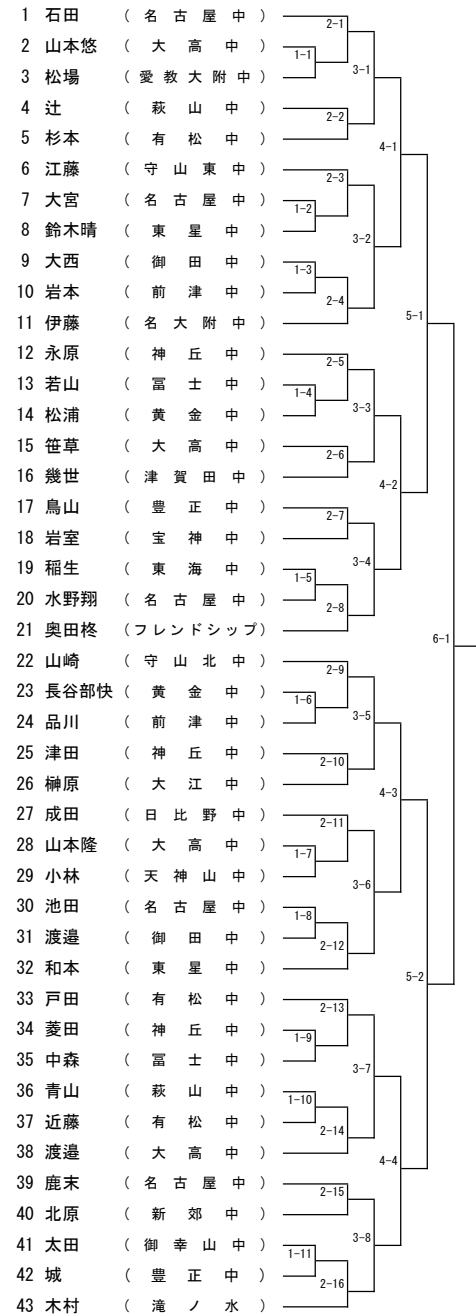 1 石田 （名古屋中）
2 山本悠 （大高中）
3 松場 （愛教大附中）
4 辻 （萩山中）
5 杉本 （有松中）
6 江藤 （守山東中）
7 大宮 （名古屋中）
8 鈴木晴 （東星中）
9 大西 （御田中）
10 岩本 （前津中）
11 伊藤 （名大附中）
12 永原 （神丘中）
13 若山 （冨士中）
14 松浦 （黄金中）
15 笹草 （大高中）
16 幾世 （津賀田中）
17 鳥山 （豊正中）
18 岩室 （宝神中）
19 稲生 （東海中）
20 水野翔 （名古屋中）
21 奥田柊 （フレンドシップ）
22 山崎 （守山北中）
23 長谷部快 （黄金中）
24 品川 （前津中）
25 津田 （神丘中）
26 榊原 （大江中）
27 成田 （日比野中）
28 山本隆 （大高中）
29 小林 （天神山中）
30 池田 （名古屋中）
31 渡邉 （御田中）
32 和本 （東星中）
33 戸田 （有松中）
34 菱田 （神丘中）
35 中森 （冨士中）
36 青山 （萩山中）
37 近藤 （有松中）
38 渡邉 （大高中）
39 鹿末 （名古屋中）
40 北原 （新郊中）
41 太田 （御幸山中）
42 城 （豊正中）
43 木村 （滝ノ水）
1-1
1-2
1-3
1-4
1-5
1-6
1-7
1-8
1-9
1-10
1-11
2-1
2-2
2-3
2-4
2-5
2-6
2-7
2-8
2-9
2-10
2-11
2-12
2-13
2-14
2-15
2-16
3-1
3-2
3-3
3-4
3-5
3-6
3-7
3-8
4-1
4-2
4-3
4-4
5-1
5-2
6-1